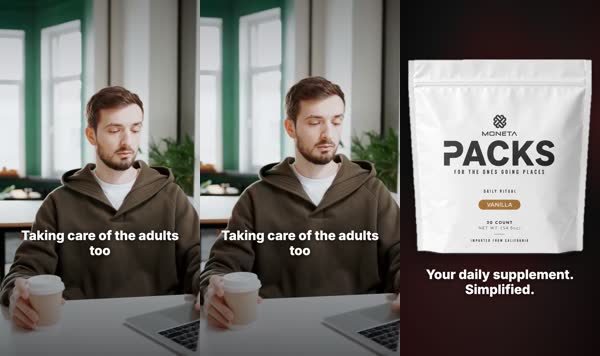 Taking care of the adults
too
Taking care of the adults
too
MONETA
PACKS
FOR THE ONES GOING PLACES
DAILY RITUAL
VANILLA
30 COUNT
IMPORTED FROM CALIFORNIA
Your daily supplement.
Simplified.